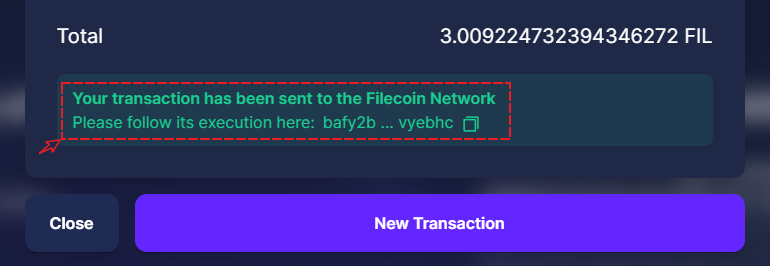 Total 3.009224732394346272 FIL
Your transaction has been sent to the Filecoin Network
Please follow its execution here: bafy2b ... vyebhc
Close New Transaction